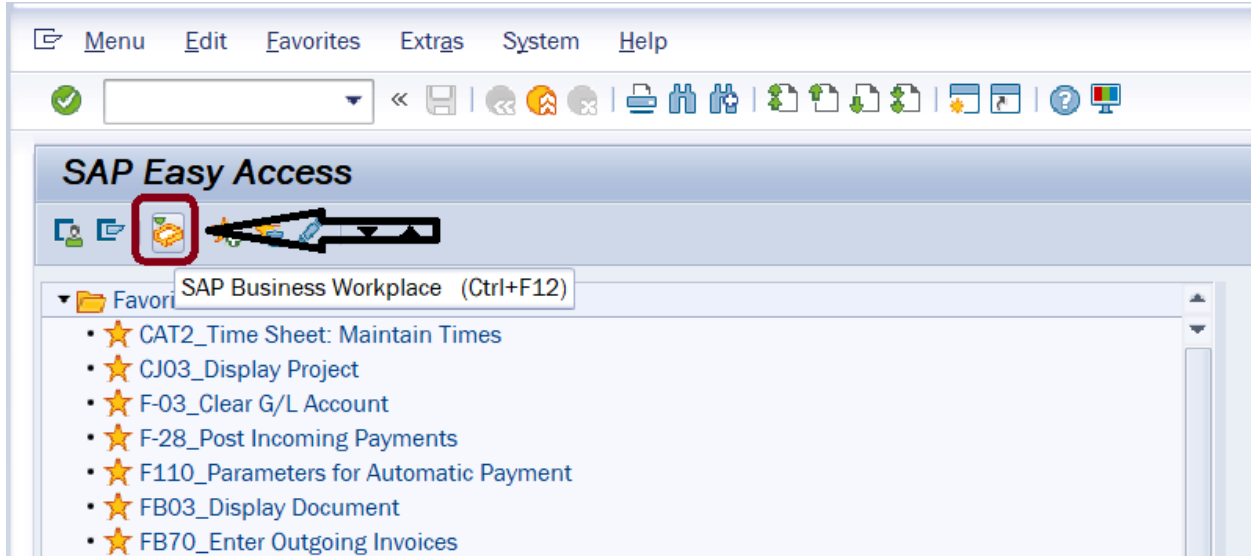 Menu Edit Favorites Extras System Help
SAP Easy Access
SAP Business Workplace (Ctrl+F12)
Favori
CAT2_Time Sheet: Maintain Times
CJ03_Display Project
F-03_Clear G/L Account
F-28_Post Incoming Payments
F110_Parameters for Automatic Payment
FB03_Display Document
FB70_Enter Outgoing Invoices